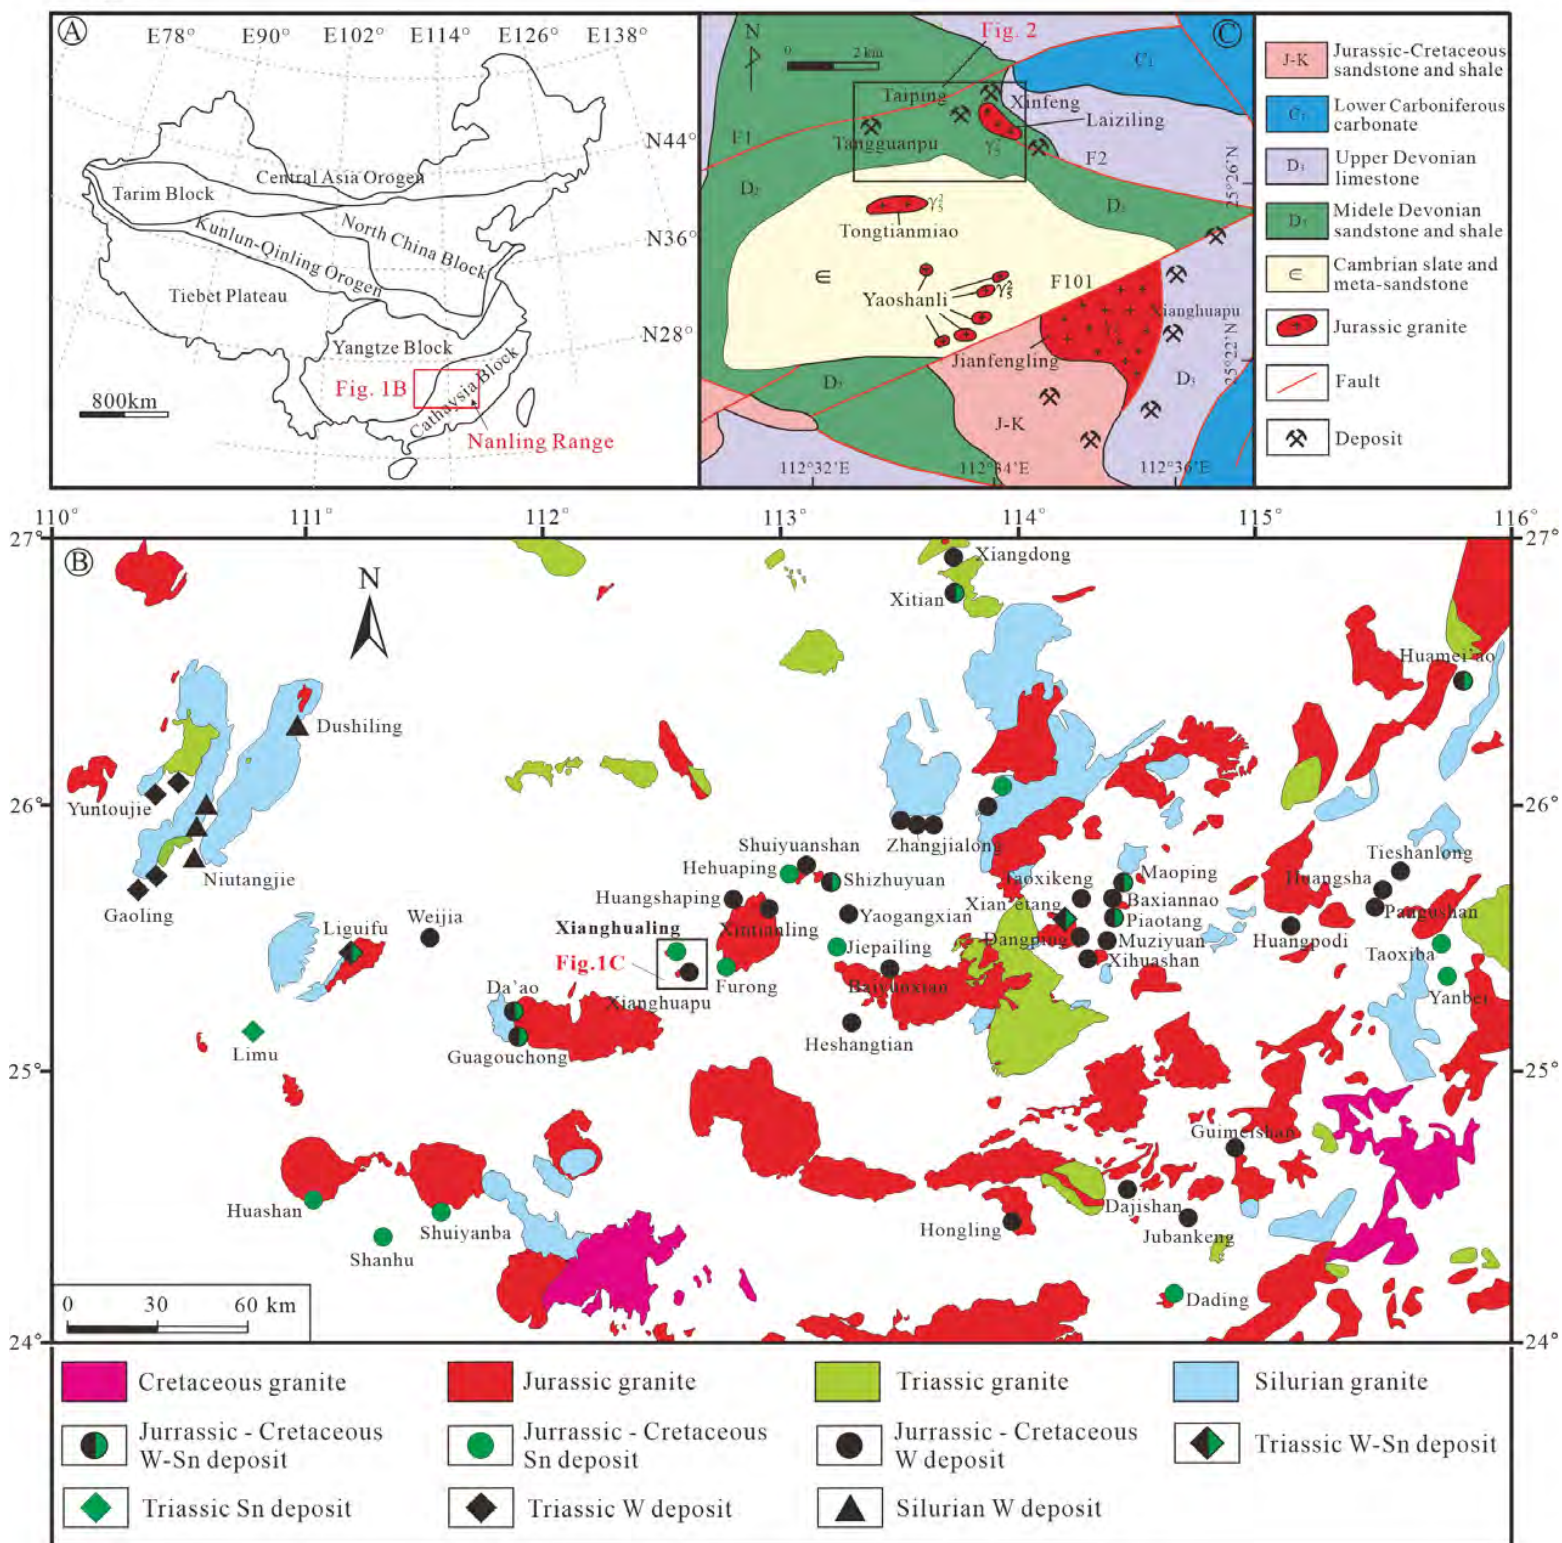 A
E78°
E90°
E102°
E114°
E126°
E138°
N44°
N36°
N28°
Central Asia Orogen
Tarim Block
North China Block
Kunlun-Qinling Orogen
Tiebet Plateau
Yangtze Block
Cathaysia Block
Fig. 1B
Nanling Range
800km
C
N
0
2 km
Fig. 2
C₁
Taiping
Xinfeng
Laiziling
Tangguanpu
F1
F2
D₂
D₂
Tongtianmiao
Yaoshanli
∈
F101
Xianghuapu
Jianfengling
D₃
J-K
25°26′N
25°22′N
112°32′E
112°34′E
112°36′E
J-K
Jurassic-Cretaceous
sandstone and shale
C₁
Lower Carboniferous
carbonate
D₃
Upper Devonian
limestone
D₂
Midele Devonian
sandstone and shale
∈
Cambrian slate and
meta-sandstone
Jurassic granite
Fault
Deposit
110°
111°
112°
113°
114°
115°
116°
27°
27°
26°
26°
25°
25°
24°
24°
B
N
Xiangdong
Xitian
Huamei'ao
Dushiling
Yuntoujie
Niutangjie
Gaoling
Zhangjialong
Shuiyuanshan
Hehuaping
Shizhuyuan
Huangshaping
Yaogangxian
Xintianling
Xianghualing
Jiepailing
Fig.1C
Xianghuapu
Furong
Baiyunxian
Heshangtian
Liguifu
Weijia
Da'ao
Guagouchong
Limu
Taoxikeng
Maoping
Baxiannao
Xian'etang
Piaotang
Dangping
Muziyuan
Xihuashan
Tieshanlong
Huangsha
Pangushan
Huangpodi
Taoxiba
Yanbei
Guimeishan
Dajishan
Jubankeng
Hongling
Dading
Huashan
Shuiyanba
Shanhu
0
30
60 km
Cretaceous granite
Jurassic granite
Triassic granite
Silurian granite
Jurrassic - Cretaceous
W-Sn deposit
Jurrassic - Cretaceous
Sn deposit
Jurrassic - Cretaceous
W deposit
Triassic W-Sn deposit
Triassic Sn deposit
Triassic W deposit
Silurian W deposit